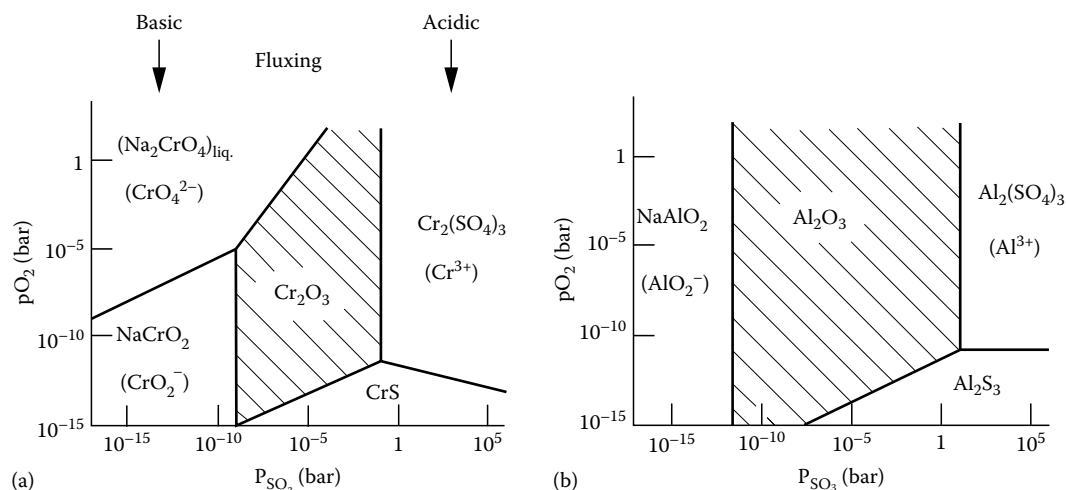 Basic
Acidic
Fluxing
(Na₂CrO₄)liq.
(CrO₄²⁻)
Cr₂(SO₄)₃
(Cr³⁺)
Cr₂O₃
NaCrO₂
(CrO₂⁻)
CrS
pO₂ (bar)
1
10⁻⁵
10⁻¹⁰
10⁻¹⁵
10⁻¹⁵
10⁻¹⁰
10⁻⁵
1
10⁵
(a)
P_SO₃ (bar)
NaAlO₂
(AlO₂⁻)
Al₂O₃
Al₂(SO₄)₃
(Al³⁺)
Al₂S₃
pO₂ (bar)
1
10⁻⁵
10⁻¹⁰
10⁻¹⁵
10⁻¹⁵
10⁻¹⁰
10⁻⁵
1
10⁵
(b)
P_SO₃ (bar)